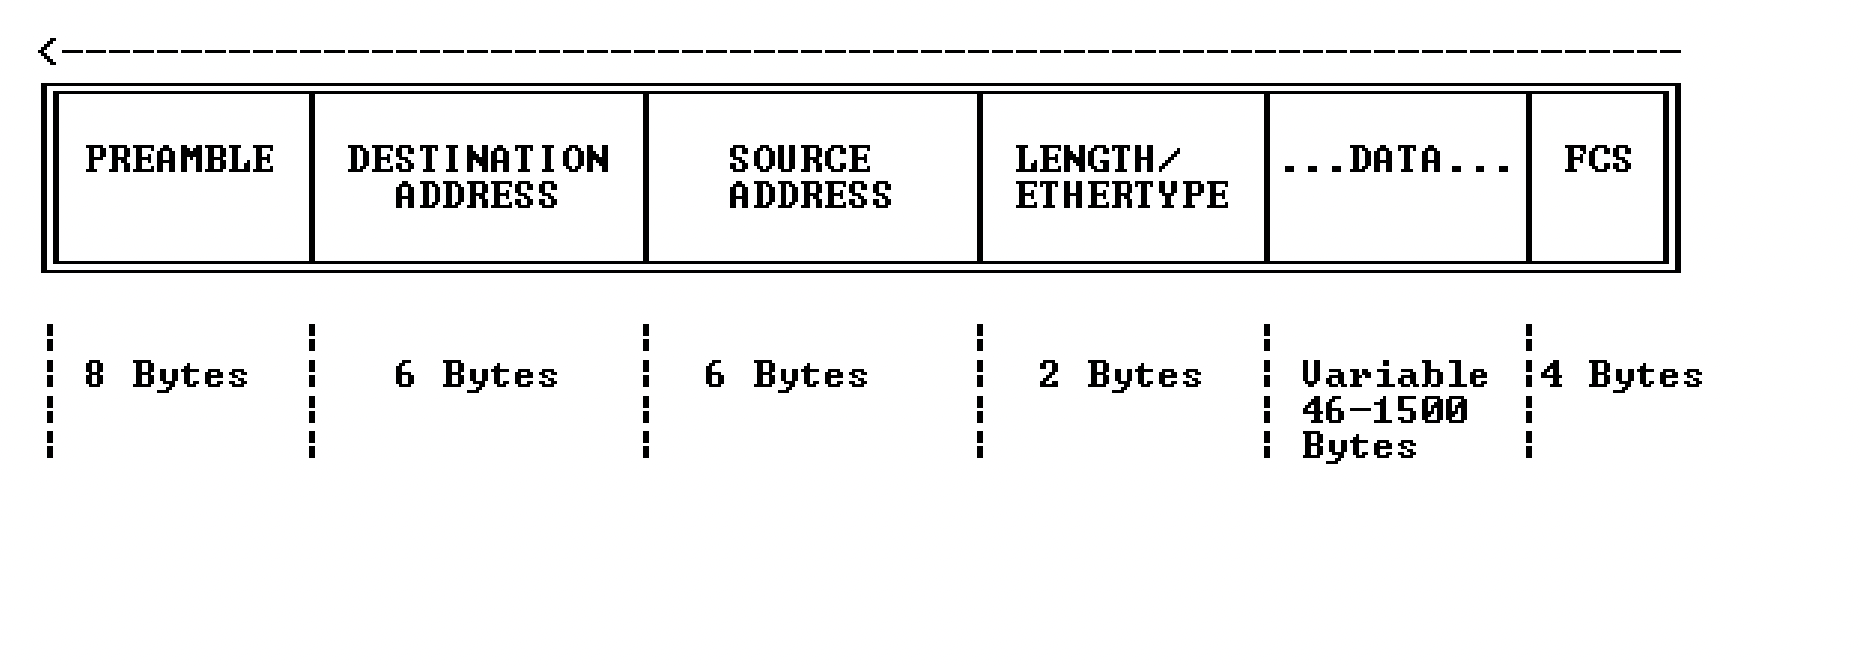 PREAMBLE
DESTINATION
ADDRESS
SOURCE
ADDRESS
LENGTH/
ETHERTYPE
...DATA...
FCS
8 Bytes
6 Bytes
6 Bytes
2 Bytes
Variable
46-1500
Bytes
4 Bytes